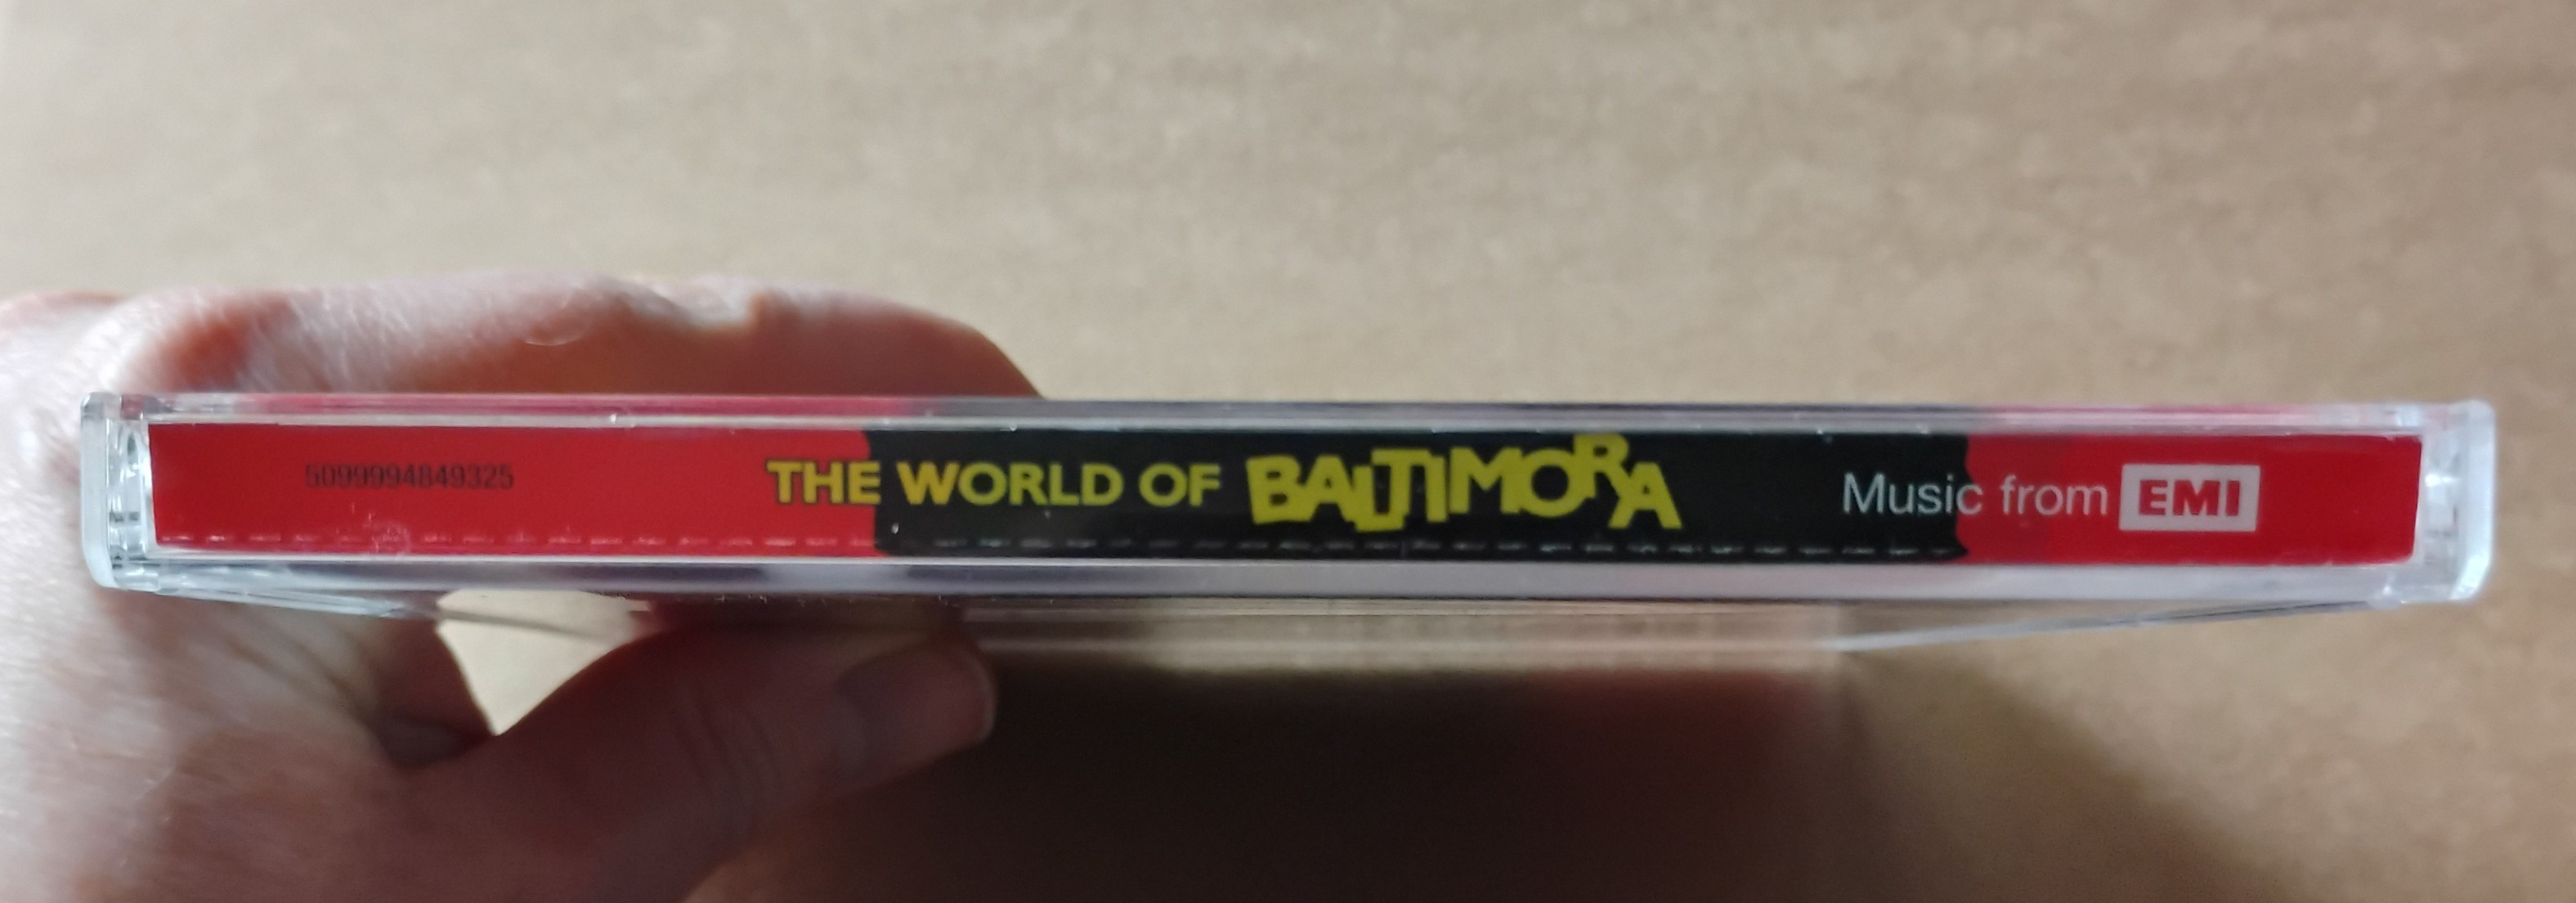 5099994849325
THE WORLD OF BALTIMORA
Music from EMI